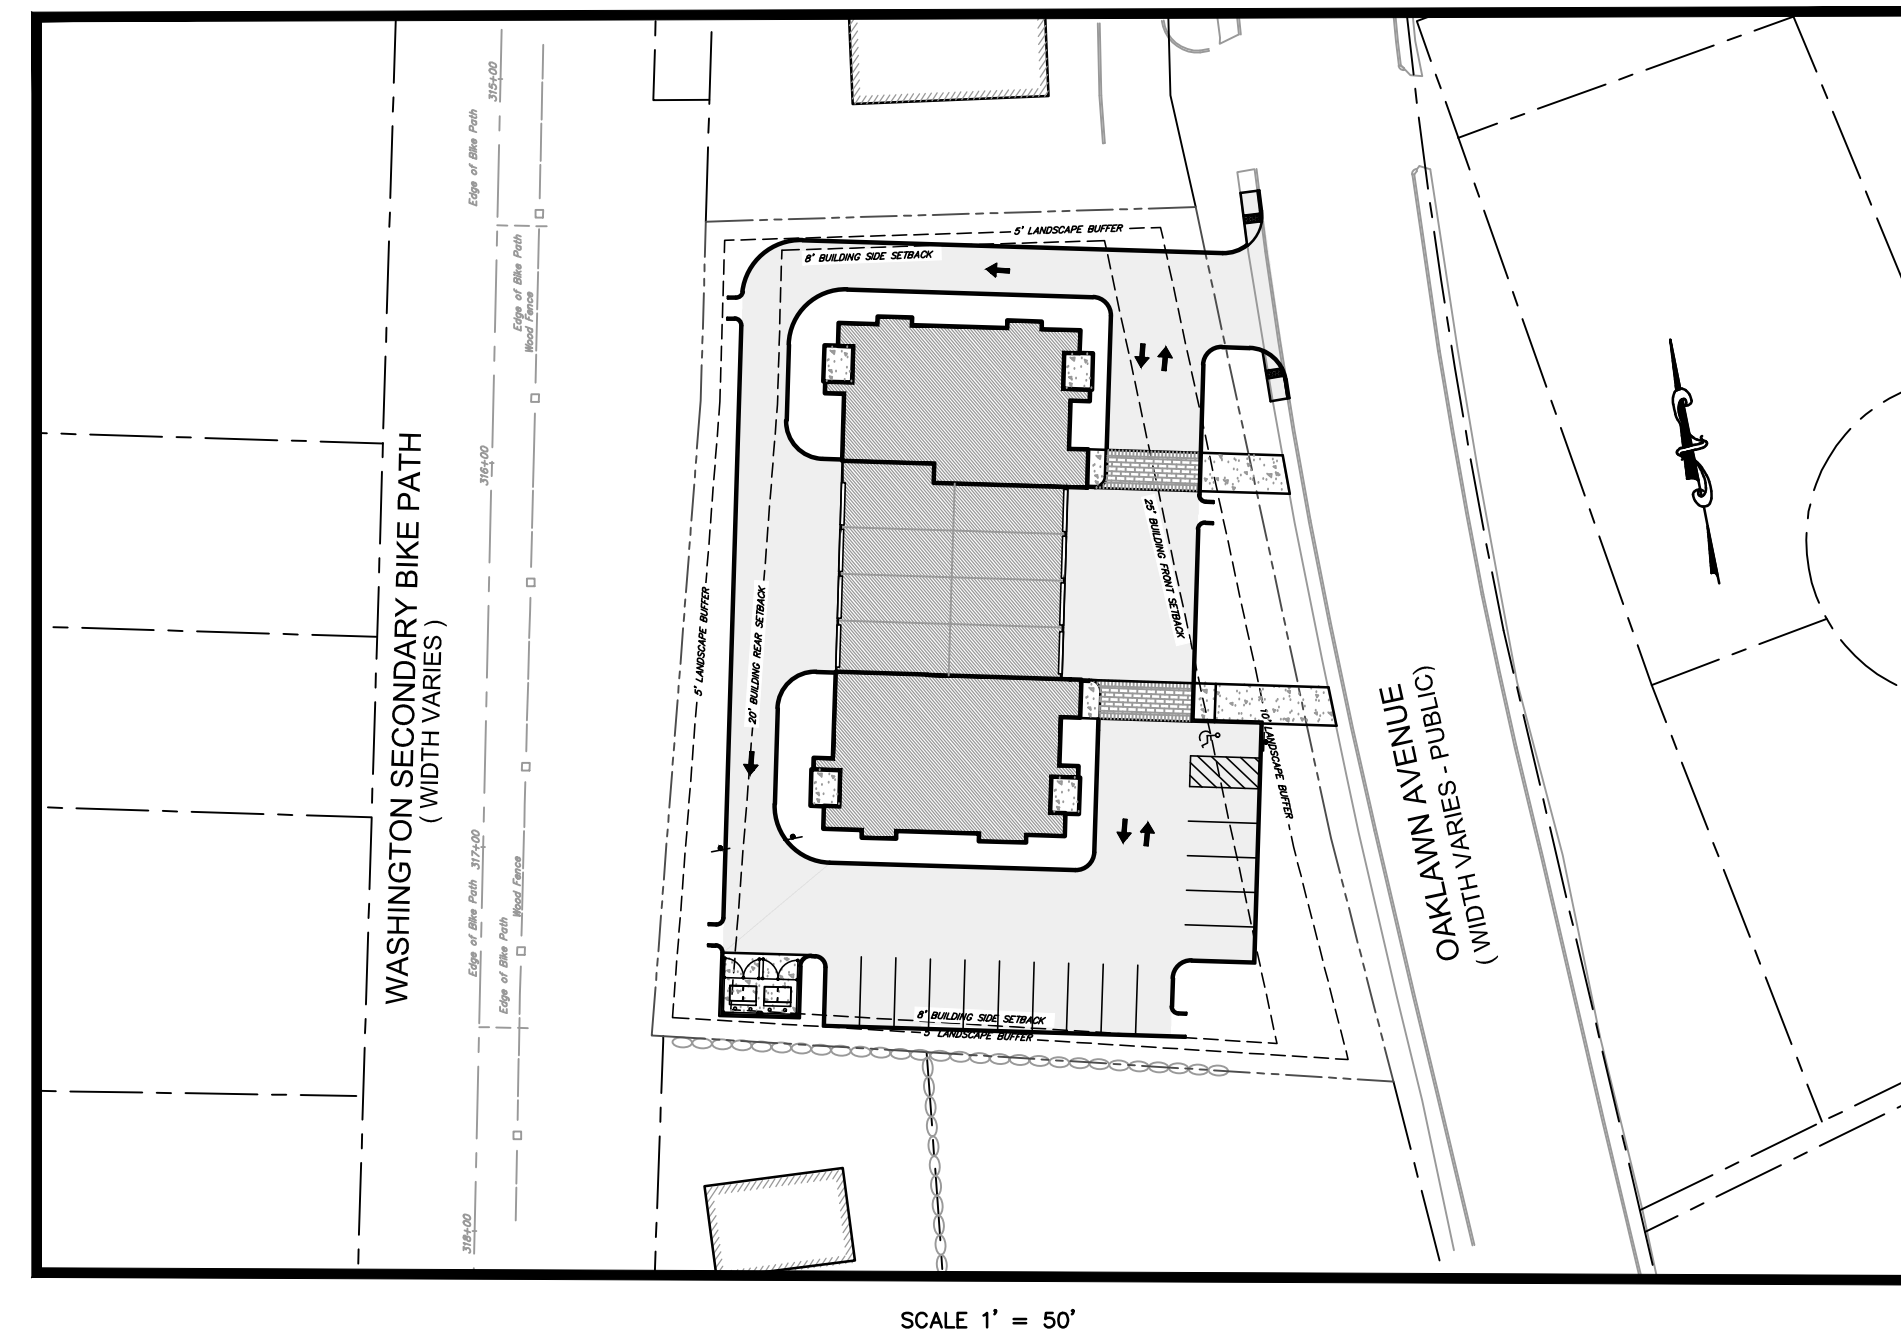 315+00
Edge of Bike Path
Edge of Bike Path
Wood Fence
316+00
WASHINGTON SECONDARY BIKE PATH
( WIDTH VARIES )
317+00
Edge of Bike Path
Edge of Bike Path
Wood Fence
318+00
5' LANDSCAPE BUFFER
8' BUILDING SIDE SETBACK
5' LANDSCAPE BUFFER
20' BUILDING REAR SETBACK
25' BUILDING FRONT SETBACK
10' LANDSCAPE BUFFER
8' BUILDING SIDE SETBACK
5' LANDSCAPE BUFFER
OAKLAWN AVENUE
(WIDTH VARIES - PUBLIC)
SCALE 1' = 50'